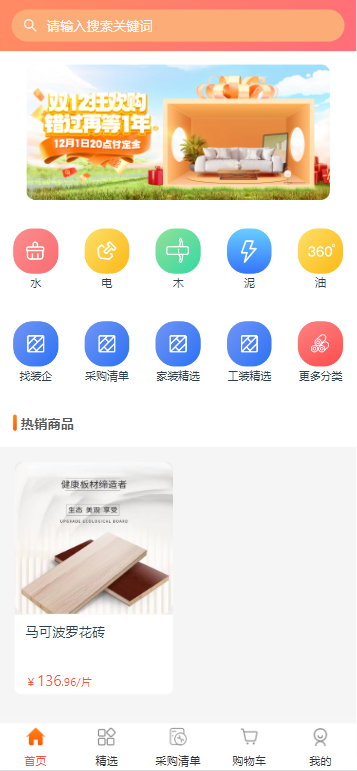 请输入搜索关键词
双12狂欢购
错过再等1年
12月1日20点付定金
水
电
木
泥
360°
油
找装企
采购清单
家装精选
工装精选
更多分类
热销商品
健康板材缔造者
生态 美观 享受
UPGRADE ECOLOGICAL BOARD
马可波罗花砖
￥136.96/片
首页
精选
采购清单
购物车
我的